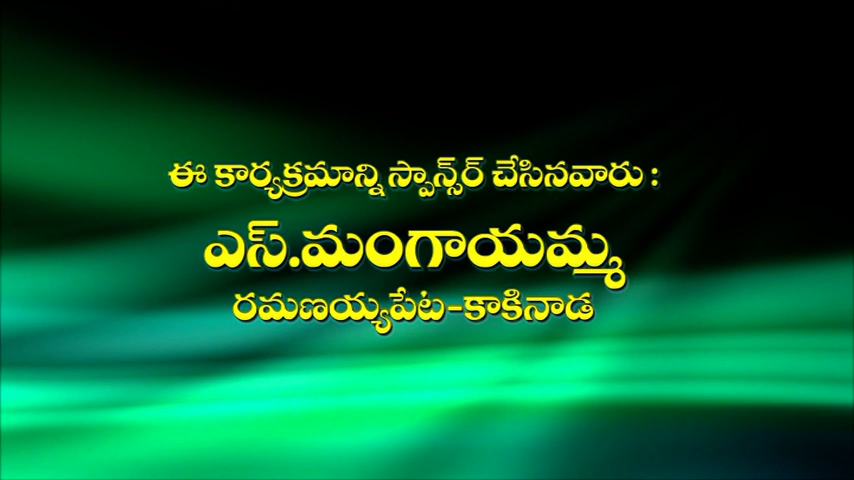 ఈ కార్యక్రమాన్ని స్పాన్సర్ చేసినవారు :
ఎస్.మంగాయమ్మ
రమణయ్యపేట-కాకినాడ